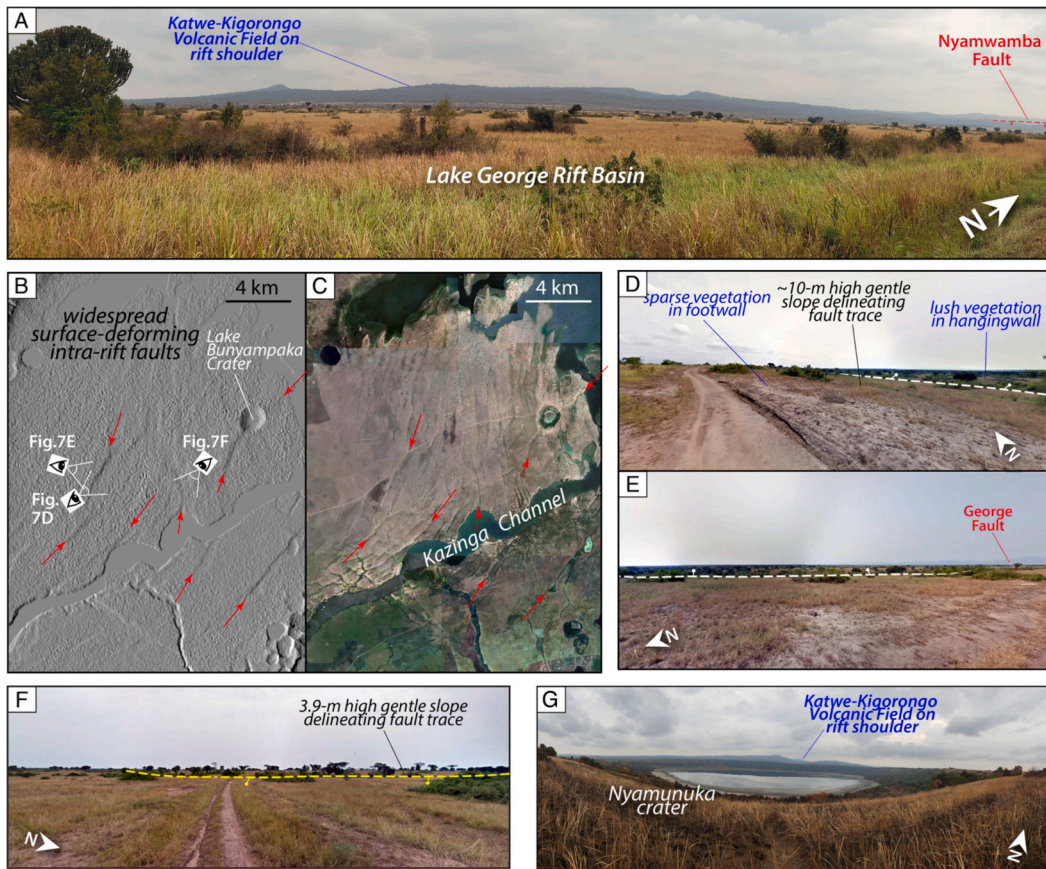 A
Katwe-Kigorongo
Volcanic Field on
rift shoulder
Nyamwamba
Fault
Lake George Rift Basin
N
B
4 km
widespread
surface-deforming
intra-rift faults
Lake
Bunyampaka
Crater
Fig.7E
Fig.7F
Fig.
7D
C
4 km
Kazinga Channel
D
sparse vegetation
in footwall
~10-m high gentle
slope delineating
fault trace
lush vegetation
in hangingwall
N
E
George
Fault
N
F
3.9-m high gentle slope
delineating fault trace
N
G
Katwe-Kigorongo
Volcanic Field on
rift shoulder
Nyamunuka
crater
N